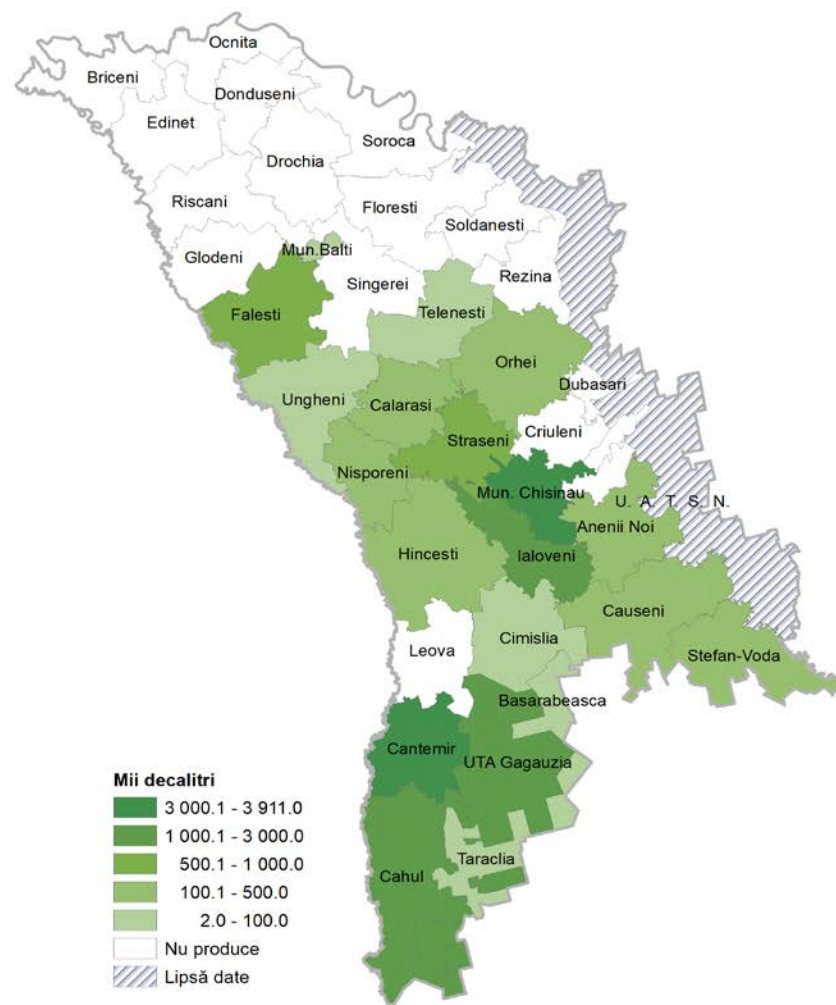 Ocnita
Briceni
Donduseni
Edinet
Soroca
Drochia
Riscani
Floresti
Soldanesti
Mun.Balti
Glodeni
Singerei
Rezina
Falesti
Telenesti
Orhei
Dubasari
Ungheni
Calarasi
Criuleni
Straseni
Nisporeni
Mun. Chisinau
U. A. T. S. N.
Anenii Noi
Hincesti
Ialoveni
Causeni
Cimislia
Leova
Stefan-Voda
Basarabeasca
Cantemir
UTA Gagauzia
Taraclia
Cahul
Mii decalitri
3 000.1 - 3 911.0
1 000.1 - 3 000.0
500.1 - 1 000.0
100.1 - 500.0
2.0 - 100.0
Nu produce
Lipsă date